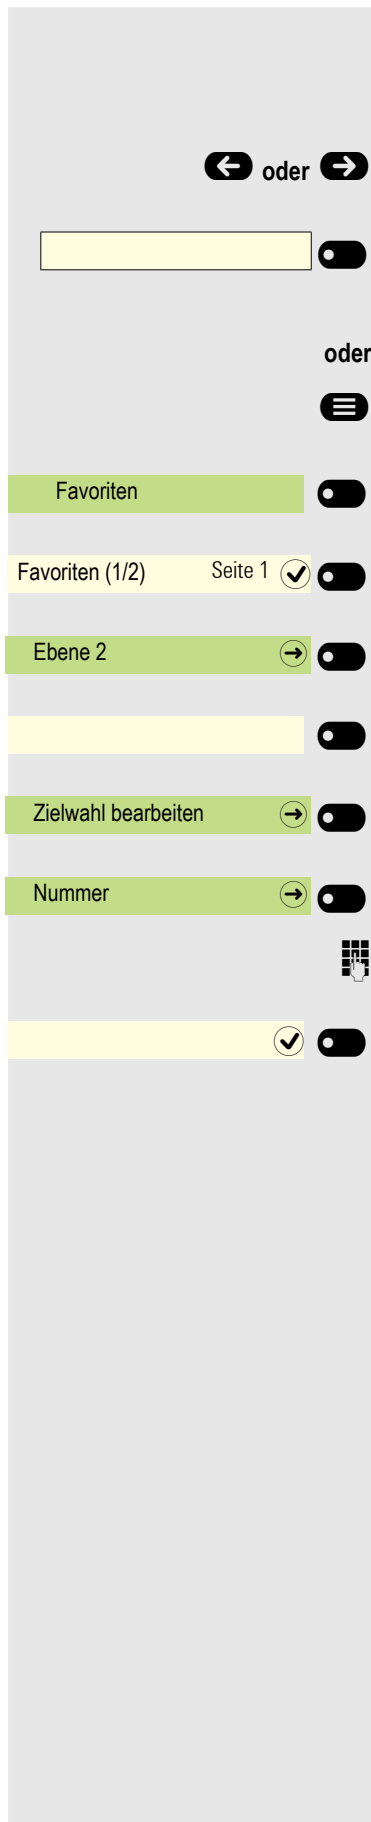 oder
oder
Favoriten
Favoriten (1/2) Seite 1
Ebene 2
Zielwahl bearbeiten
Nummer